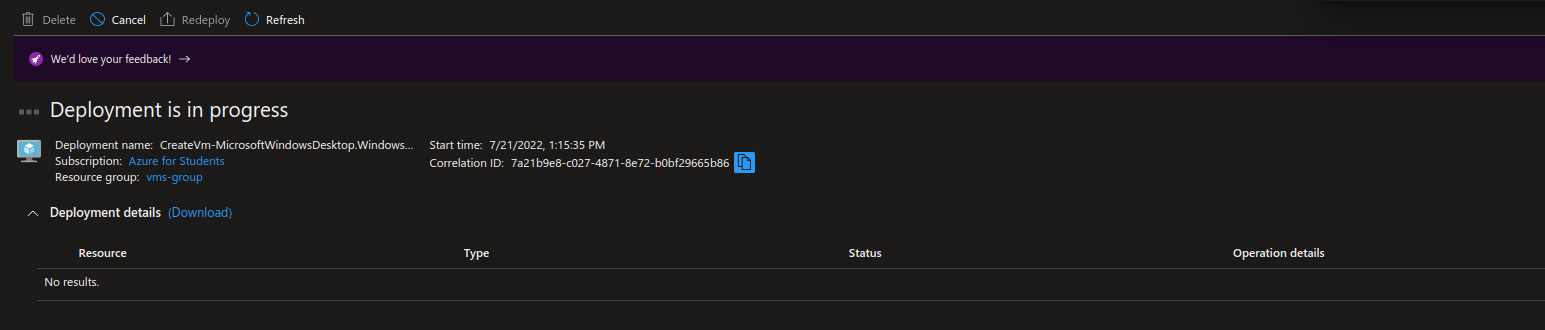 Delete Cancel Redeploy Refresh
We'd love your feedback! →
Deployment is in progress
Deployment name: CreateVm-MicrosoftWindowsDesktop.Windows... Start time: 7/21/2022, 1:15:35 PM
Subscription: Azure for Students Correlation ID: 7a21b9e8-c027-4871-8e72-b0bf29665b86
Resource group: vms-group
Deployment details (Download)
Resource Type Status Operation details
No results.